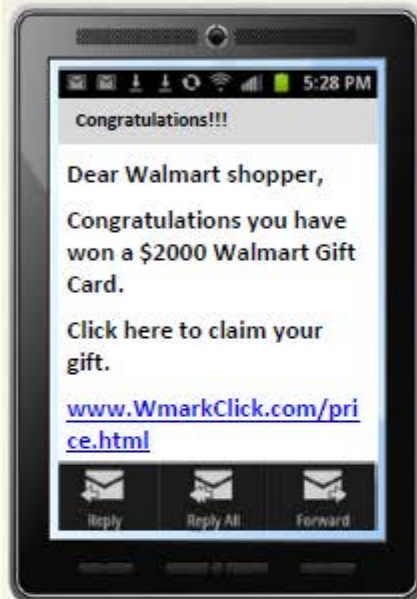 5:28 PM
Congratulations!!!
Dear Walmart shopper,
Congratulations you have
won a $2000 Walmart Gift
Card.
Click here to claim your
gift.
www.WmarkClick.com/pri
ce.html
Reply Reply All Forward